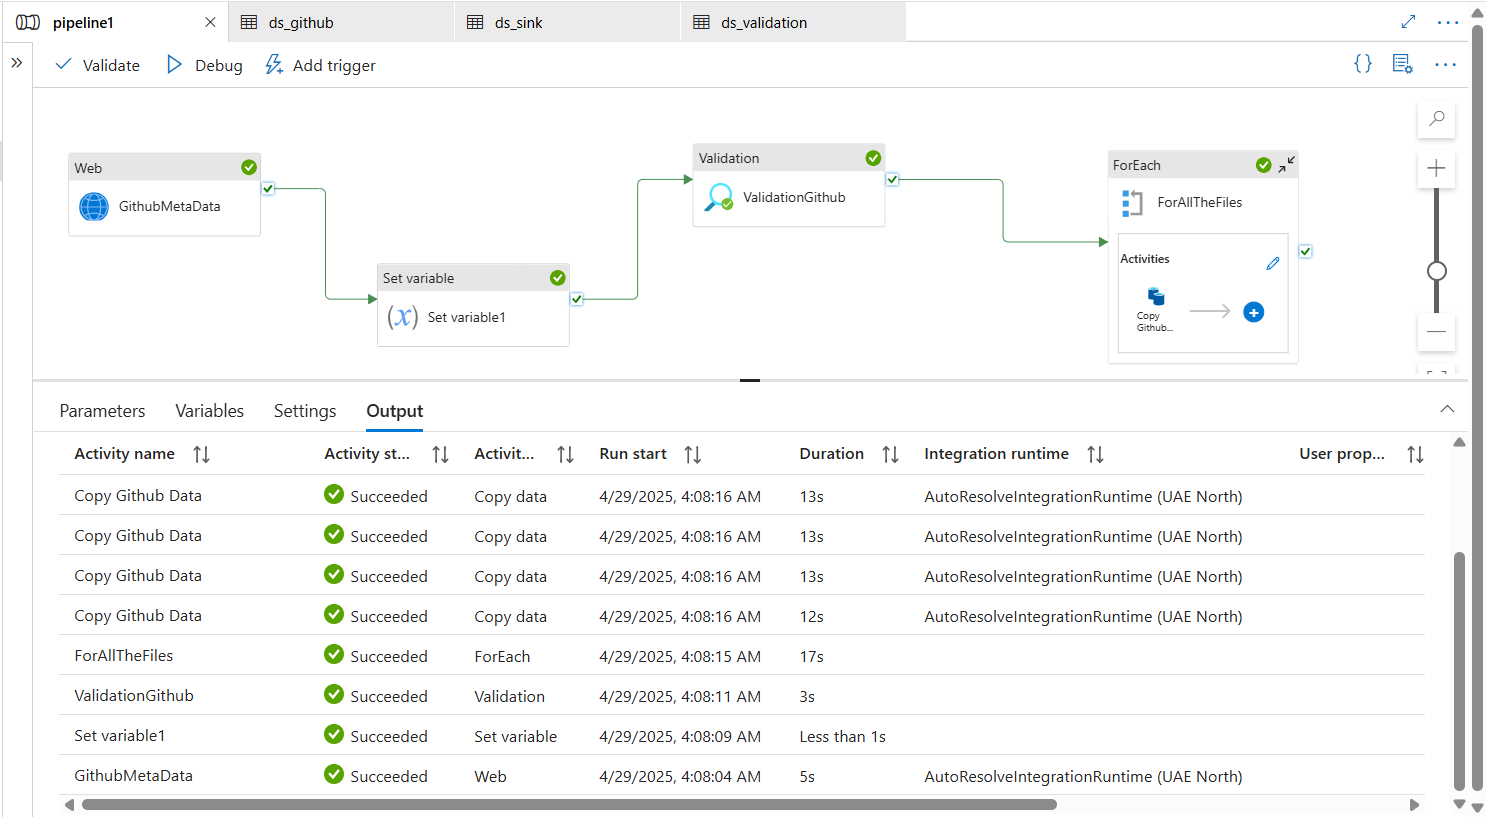 pipeline1 ds_github ds_sink ds_validation
Validate Debug Add trigger
Web
GithubMetaData
Set variable
(x) Set variable1
Validation
ValidationGithub
ForEach
ForAllTheFiles
Activities
Copy
Github...
Parameters Variables Settings Output
Activity name Activity st... Activit... Run start Duration Integration runtime User prop...
Copy Github Data Succeeded Copy data 4/29/2025, 4:08:16 AM 13s AutoResolveIntegrationRuntime (UAE North)
Copy Github Data Succeeded Copy data 4/29/2025, 4:08:16 AM 13s AutoResolveIntegrationRuntime (UAE North)
Copy Github Data Succeeded Copy data 4/29/2025, 4:08:16 AM 13s AutoResolveIntegrationRuntime (UAE North)
Copy Github Data Succeeded Copy data 4/29/2025, 4:08:16 AM 12s AutoResolveIntegrationRuntime (UAE North)
ForAllTheFiles Succeeded ForEach 4/29/2025, 4:08:15 AM 17s
ValidationGithub Succeeded Validation 4/29/2025, 4:08:11 AM 3s
Set variable1 Succeeded Set variable 4/29/2025, 4:08:09 AM Less than 1s
GithubMetaData Succeeded Web 4/29/2025, 4:08:04 AM 5s AutoResolveIntegrationRuntime (UAE North)